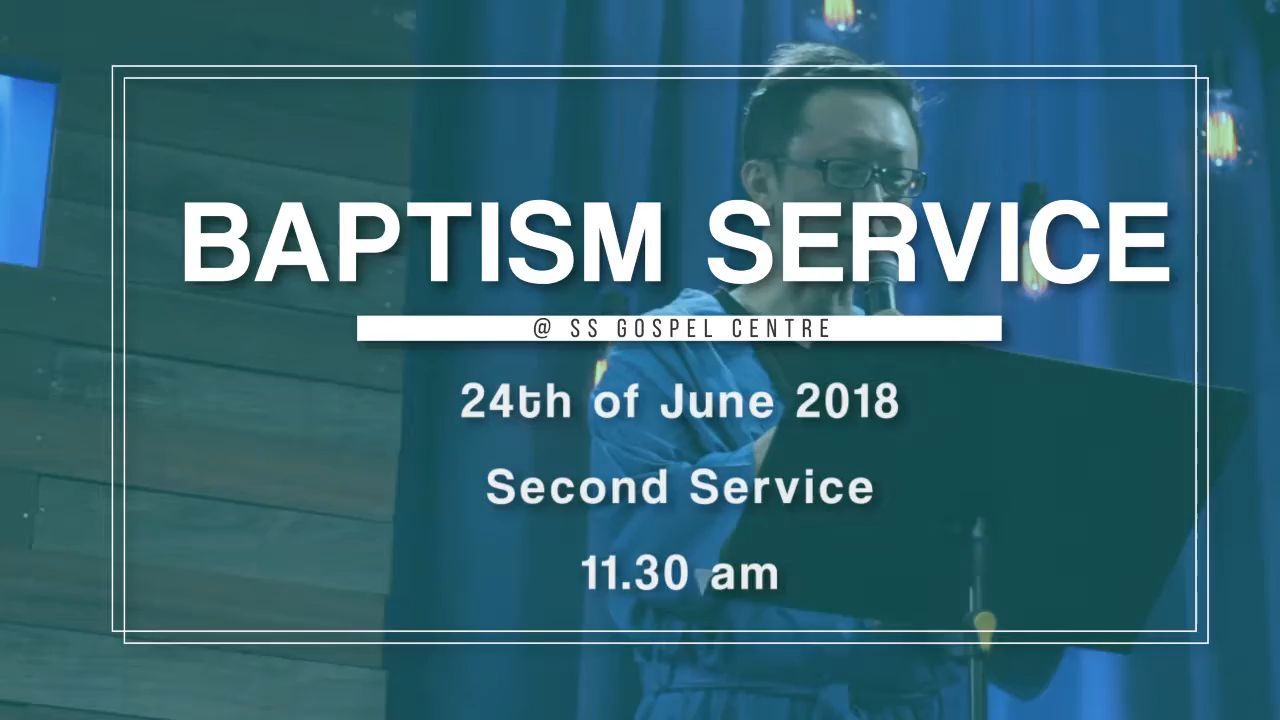 BAPTISM SERVICE
@ SS GOSPEL CENTRE
24th of June 2018
Second Service
11.30 am